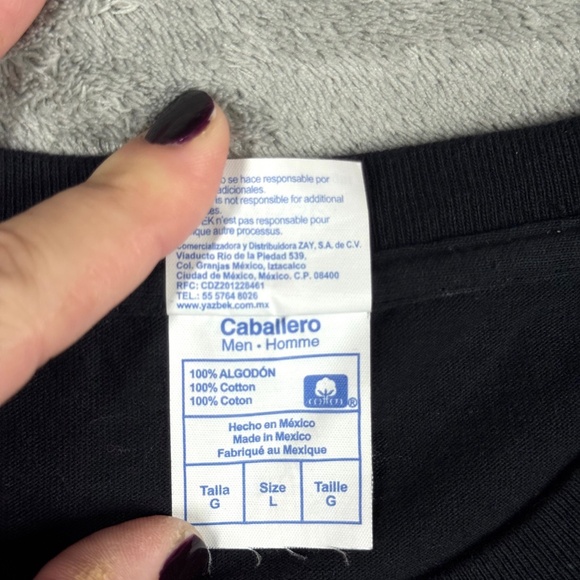 se hace responsable por
adicionales.
is not responsible for additional
n'est pas responsable pour
que autre processus.
Comercializadora y Distribuidora ZAY, S.A. de C.V.
Viaducto Río de la Piedad 539,
Col. Granjas México, Iztacalco
Ciudad de México, México. C.P. 08400
RFC: CDZ201228461
TEL.: 55 5764 8026
www.yazbek.com.mx
Caballero
Men • Homme
100% ALGODÓN
100% Cotton
100% Coton
COTTON ®
Hecho en México
Made in Mexico
Fabriqué au Mexique
Talla Size Taille
G L G